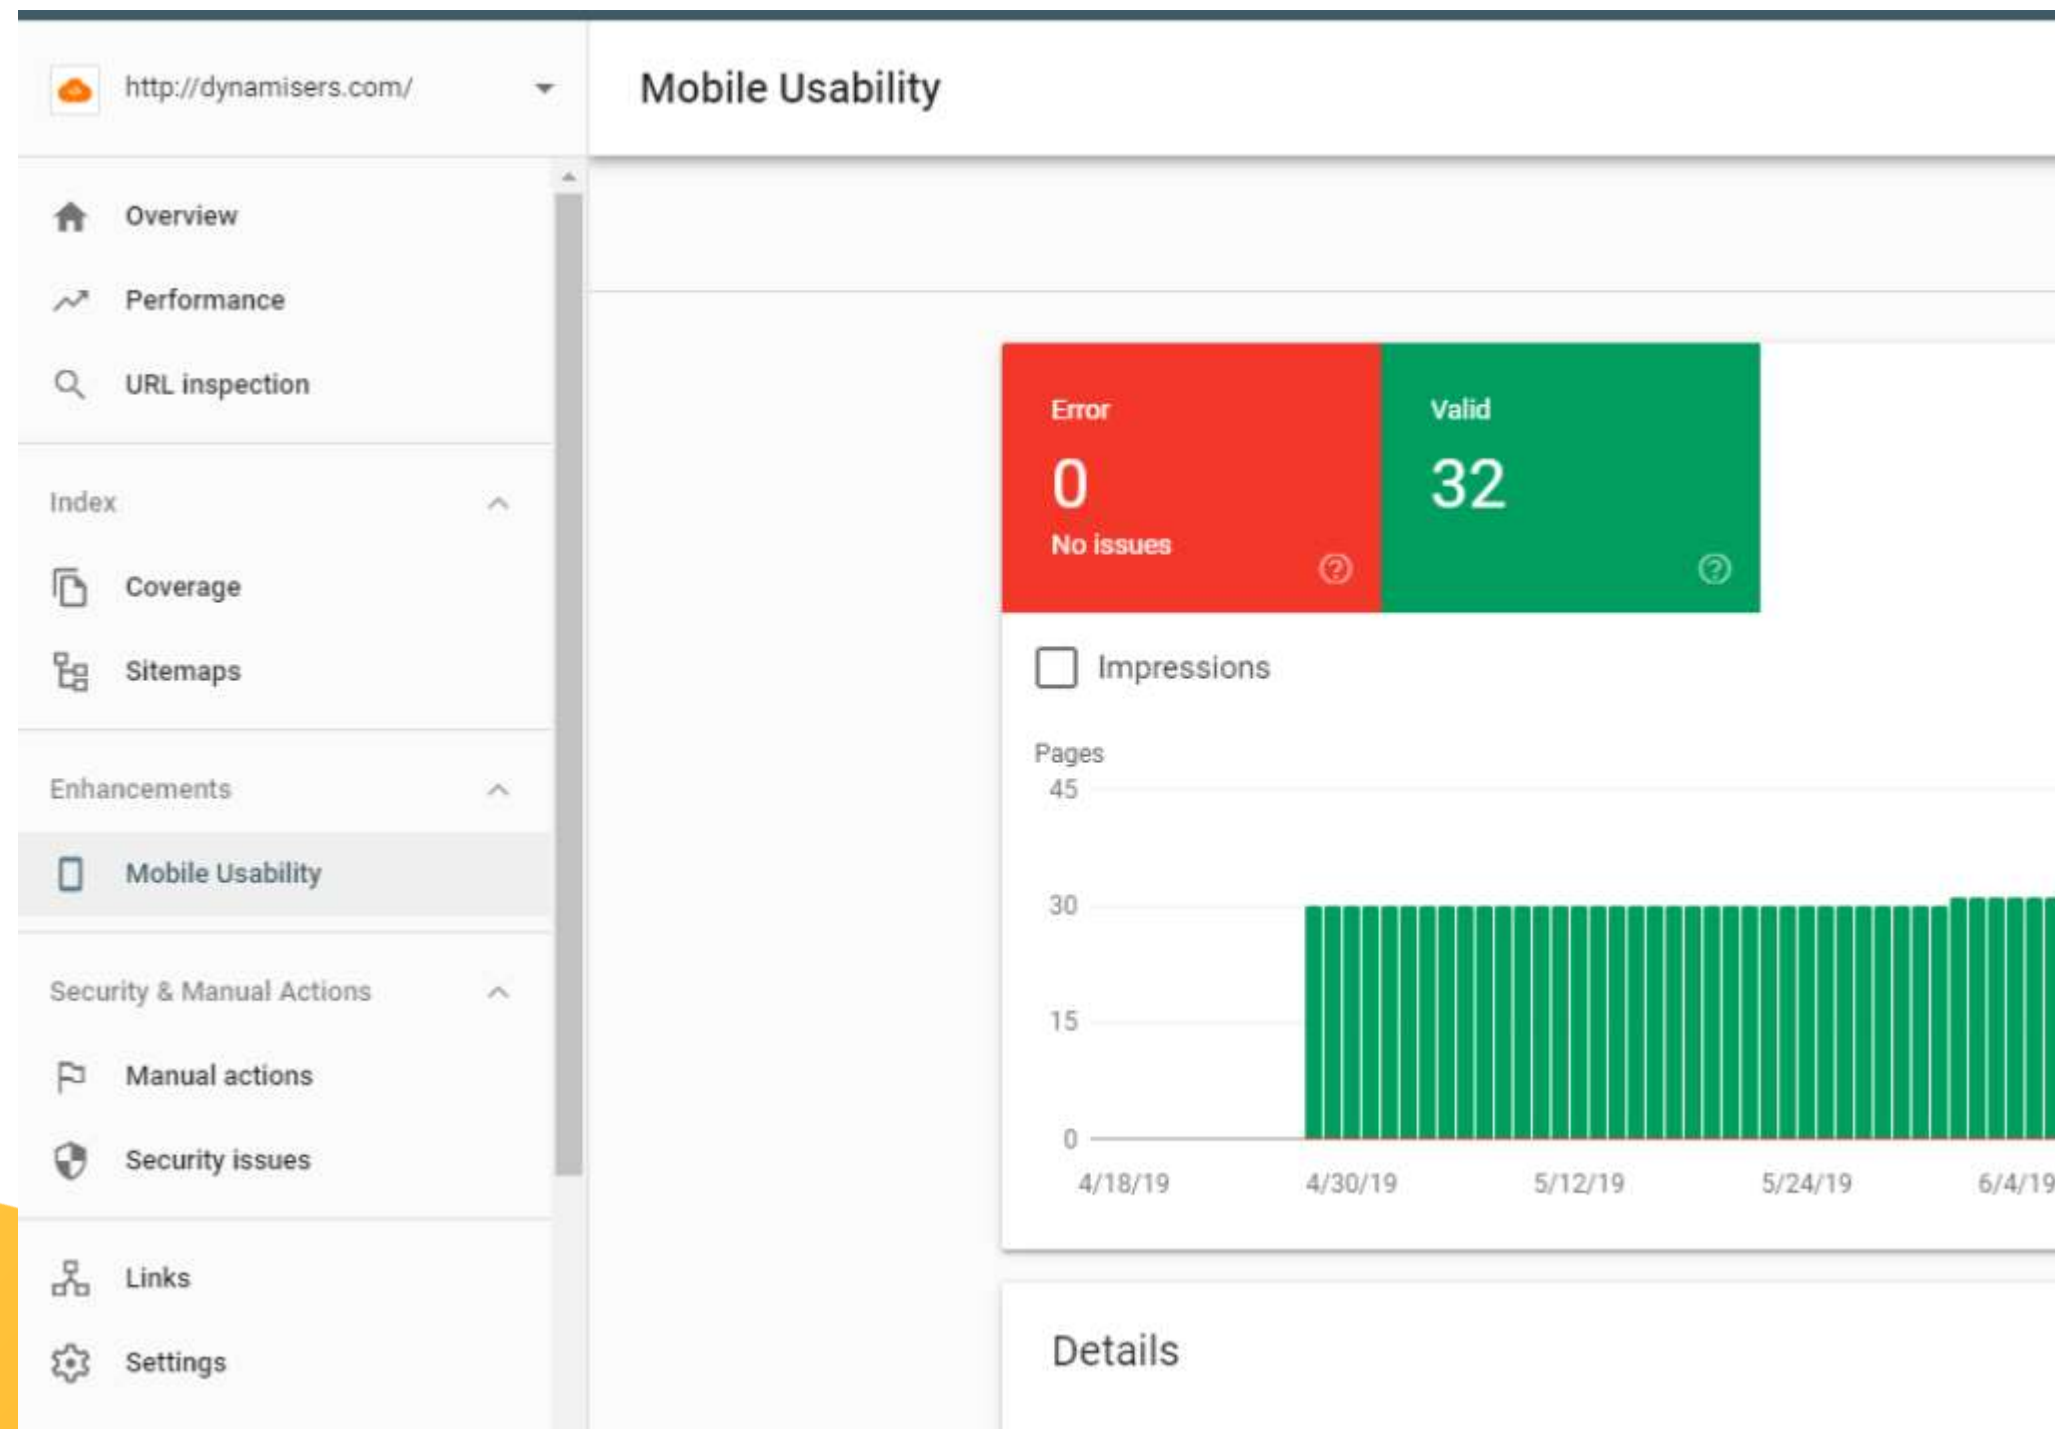 http://dynamisers.com/
Mobile Usability
Overview
Performance
URL inspection
Index
Coverage
Sitemaps
Enhancements
Mobile Usability
Security & Manual Actions
Manual actions
Security issues
Links
Settings
Error
0
No issues
Valid
32
Impressions
Pages
45
30
15
0
4/18/19
4/30/19
5/12/19
5/24/19
6/4/19
Details